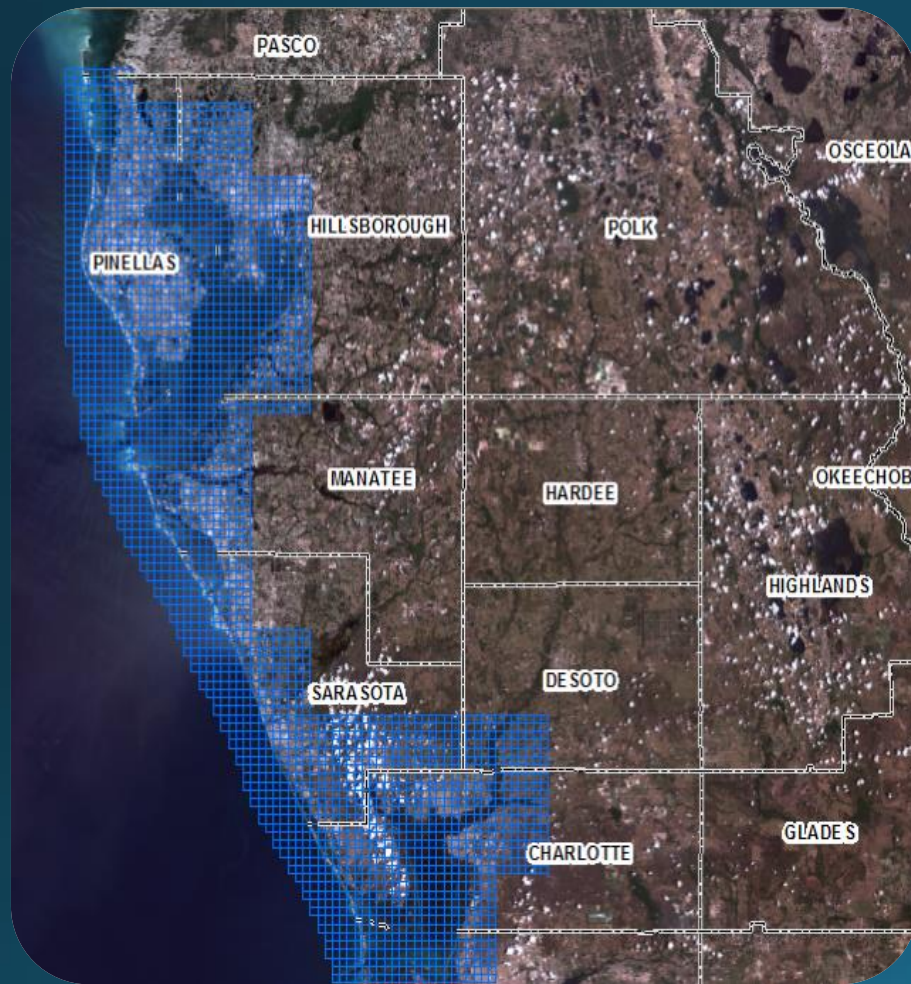 PASCO
OSCEOLA
HILLSBOROUGH
POLK
PINELLAS
MANATEE
HARDEE
OKEECHOB
HIGHLANDS
DESOTO
SARASOTA
GLADES
CHARLOTTE